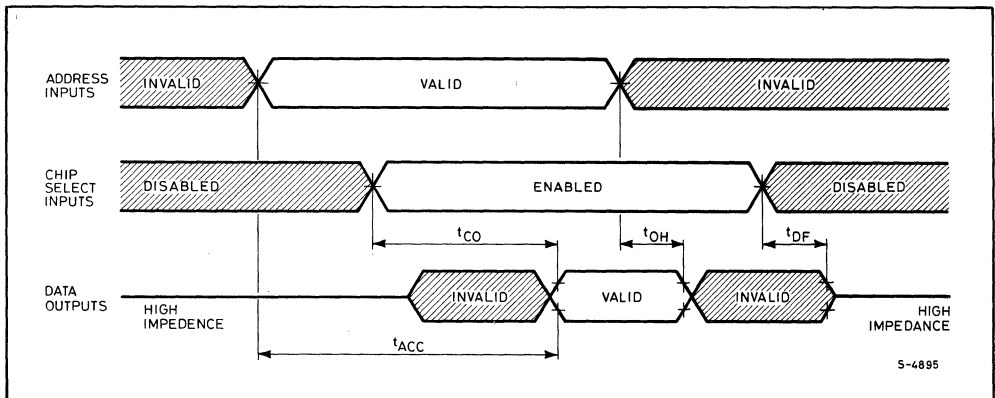 ADDRESS
INPUTS
INVALID
VALID
INVALID
CHIP
SELECT
INPUTS
DISABLED
ENABLED
DISABLED
tCO
tOH
tDF
DATA
OUTPUTS
HIGH
IMPEDENCE
INVALID
VALID
INVALID
HIGH
IMPEDANCE
tACC
S-4895